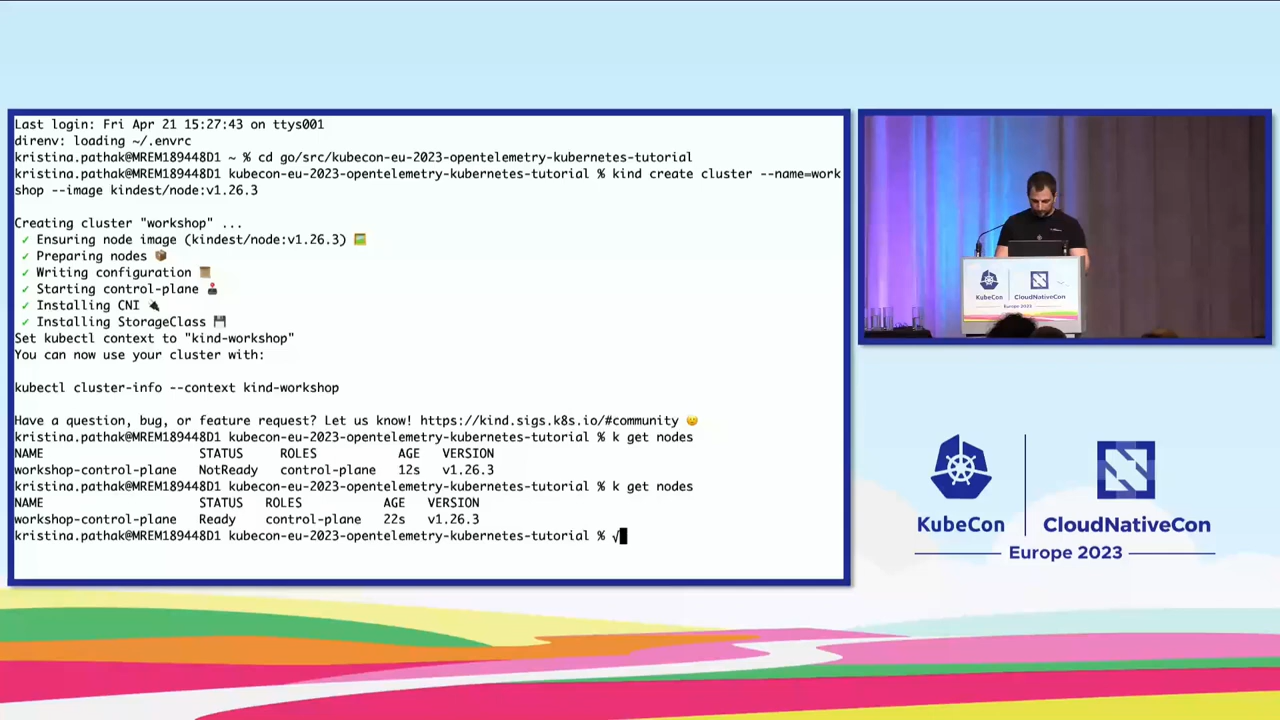 Last login: Fri Apr 21 15:27:43 on ttys001
direnv: loading ~/.envrc
kristina.pathak@MREM189448D1 ~ % cd go/src/kubecon-eu-2023-opentelemetry-kubernetes-tutorial
kristina.pathak@MREM189448D1 kubecon-eu-2023-opentelemetry-kubernetes-tutorial % kind create cluster --name=work
shop --image kindest/node:v1.26.3
Creating cluster "workshop" ...
✓ Ensuring node image (kindest/node:v1.26.3) 🖼
✓ Preparing nodes 📦
✓ Writing configuration 📜
✓ Starting control-plane 🕹
✓ Installing CNI 🔌
✓ Installing StorageClass 💾
Set kubectl context to "kind-workshop"
You can now use your cluster with:
kubectl cluster-info --context kind-workshop
Have a question, bug, or feature request? Let us know! https://kind.sigs.k8s.io/#community 🙂
kristina.pathak@MREM189448D1 kubecon-eu-2023-opentelemetry-kubernetes-tutorial % k get nodes
NAME STATUS ROLES AGE VERSION
workshop-control-plane NotReady control-plane 12s v1.26.3
kristina.pathak@MREM189448D1 kubecon-eu-2023-opentelemetry-kubernetes-tutorial % k get nodes
NAME STATUS ROLES AGE VERSION
workshop-control-plane Ready control-plane 22s v1.26.3
kristina.pathak@MREM189448D1 kubecon-eu-2023-opentelemetry-kubernetes-tutorial % √
KubeCon CloudNativeCon
Europe 2023
KubeCon CloudNativeCon
Europe 2023